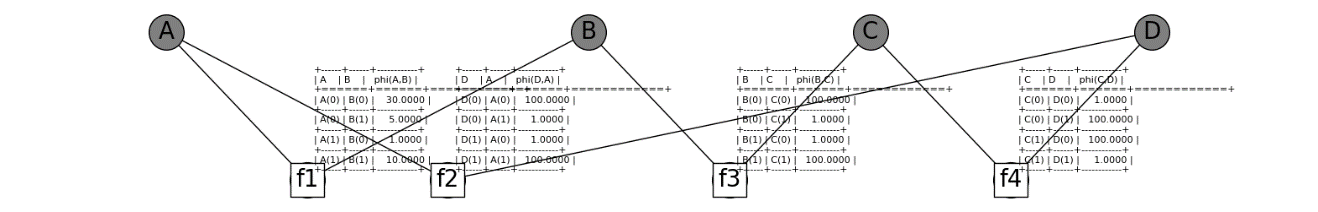 A B C D
+------+------+------------+
| A | B | phi(A,B) |
+======+======+============+
| A(0) | B(0) | 30.0000 |
+------+------+------------+
| A(0) | B(1) | 5.0000 |
+------+------+------------+
| A(1) | B(0) | 1.0000 |
+------+------+------------+
| A(1) | B(1) | 10.0000 |
+------+------+------------+
+------+------+------------+
| D | A | phi(D,A) |
+======+======+============+
| D(0) | A(0) | 100.0000 |
+------+------+------------+
| D(0) | A(1) | 1.0000 |
+------+------+------------+
| D(1) | A(0) | 1.0000 |
+------+------+------------+
| D(1) | A(1) | 100.0000 |
+------+------+------------+
+------+------+------------+
| B | C | phi(B,C) |
+======+======+============+
| B(0) | C(0) | 100.0000 |
+------+------+------------+
| B(0) | C(1) | 1.0000 |
+------+------+------------+
| B(1) | C(0) | 1.0000 |
+------+------+------------+
| B(1) | C(1) | 100.0000 |
+------+------+------------+
+------+------+------------+
| C | D | phi(C,D) |
+======+======+============+
| C(0) | D(0) | 1.0000 |
+------+------+------------+
| C(0) | D(1) | 100.0000 |
+------+------+------------+
| C(1) | D(0) | 100.0000 |
+------+------+------------+
| C(1) | D(1) | 1.0000 |
+------+------+------------+
f1 f2 f3 f4